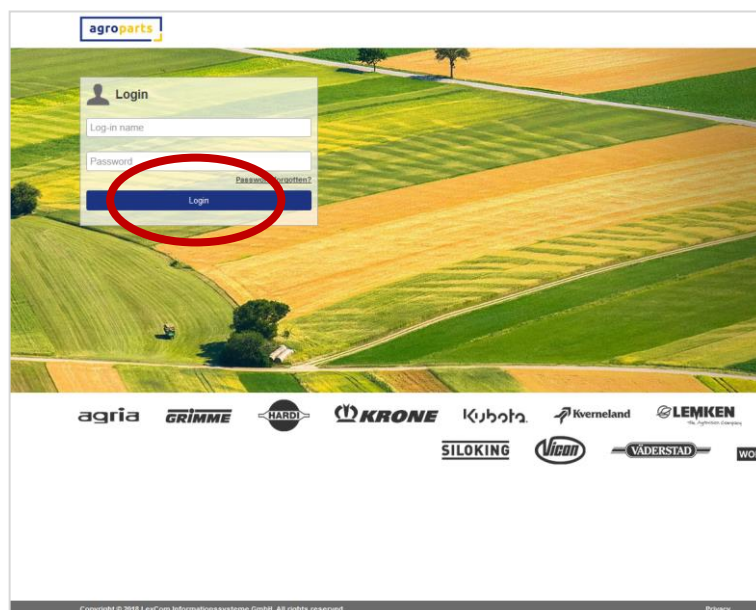 agroparts
Login
Log-in name
Password
Password forgotten?
Login
agria GRIMME HARDI KRONE Kubota Kverneland LEMKEN
The Agrovision Company
SILOKING Vicon VÄDERSTAD
Copyright © 2018 LexCom Informationssysteme GmbH. All rights reserved. Privacy